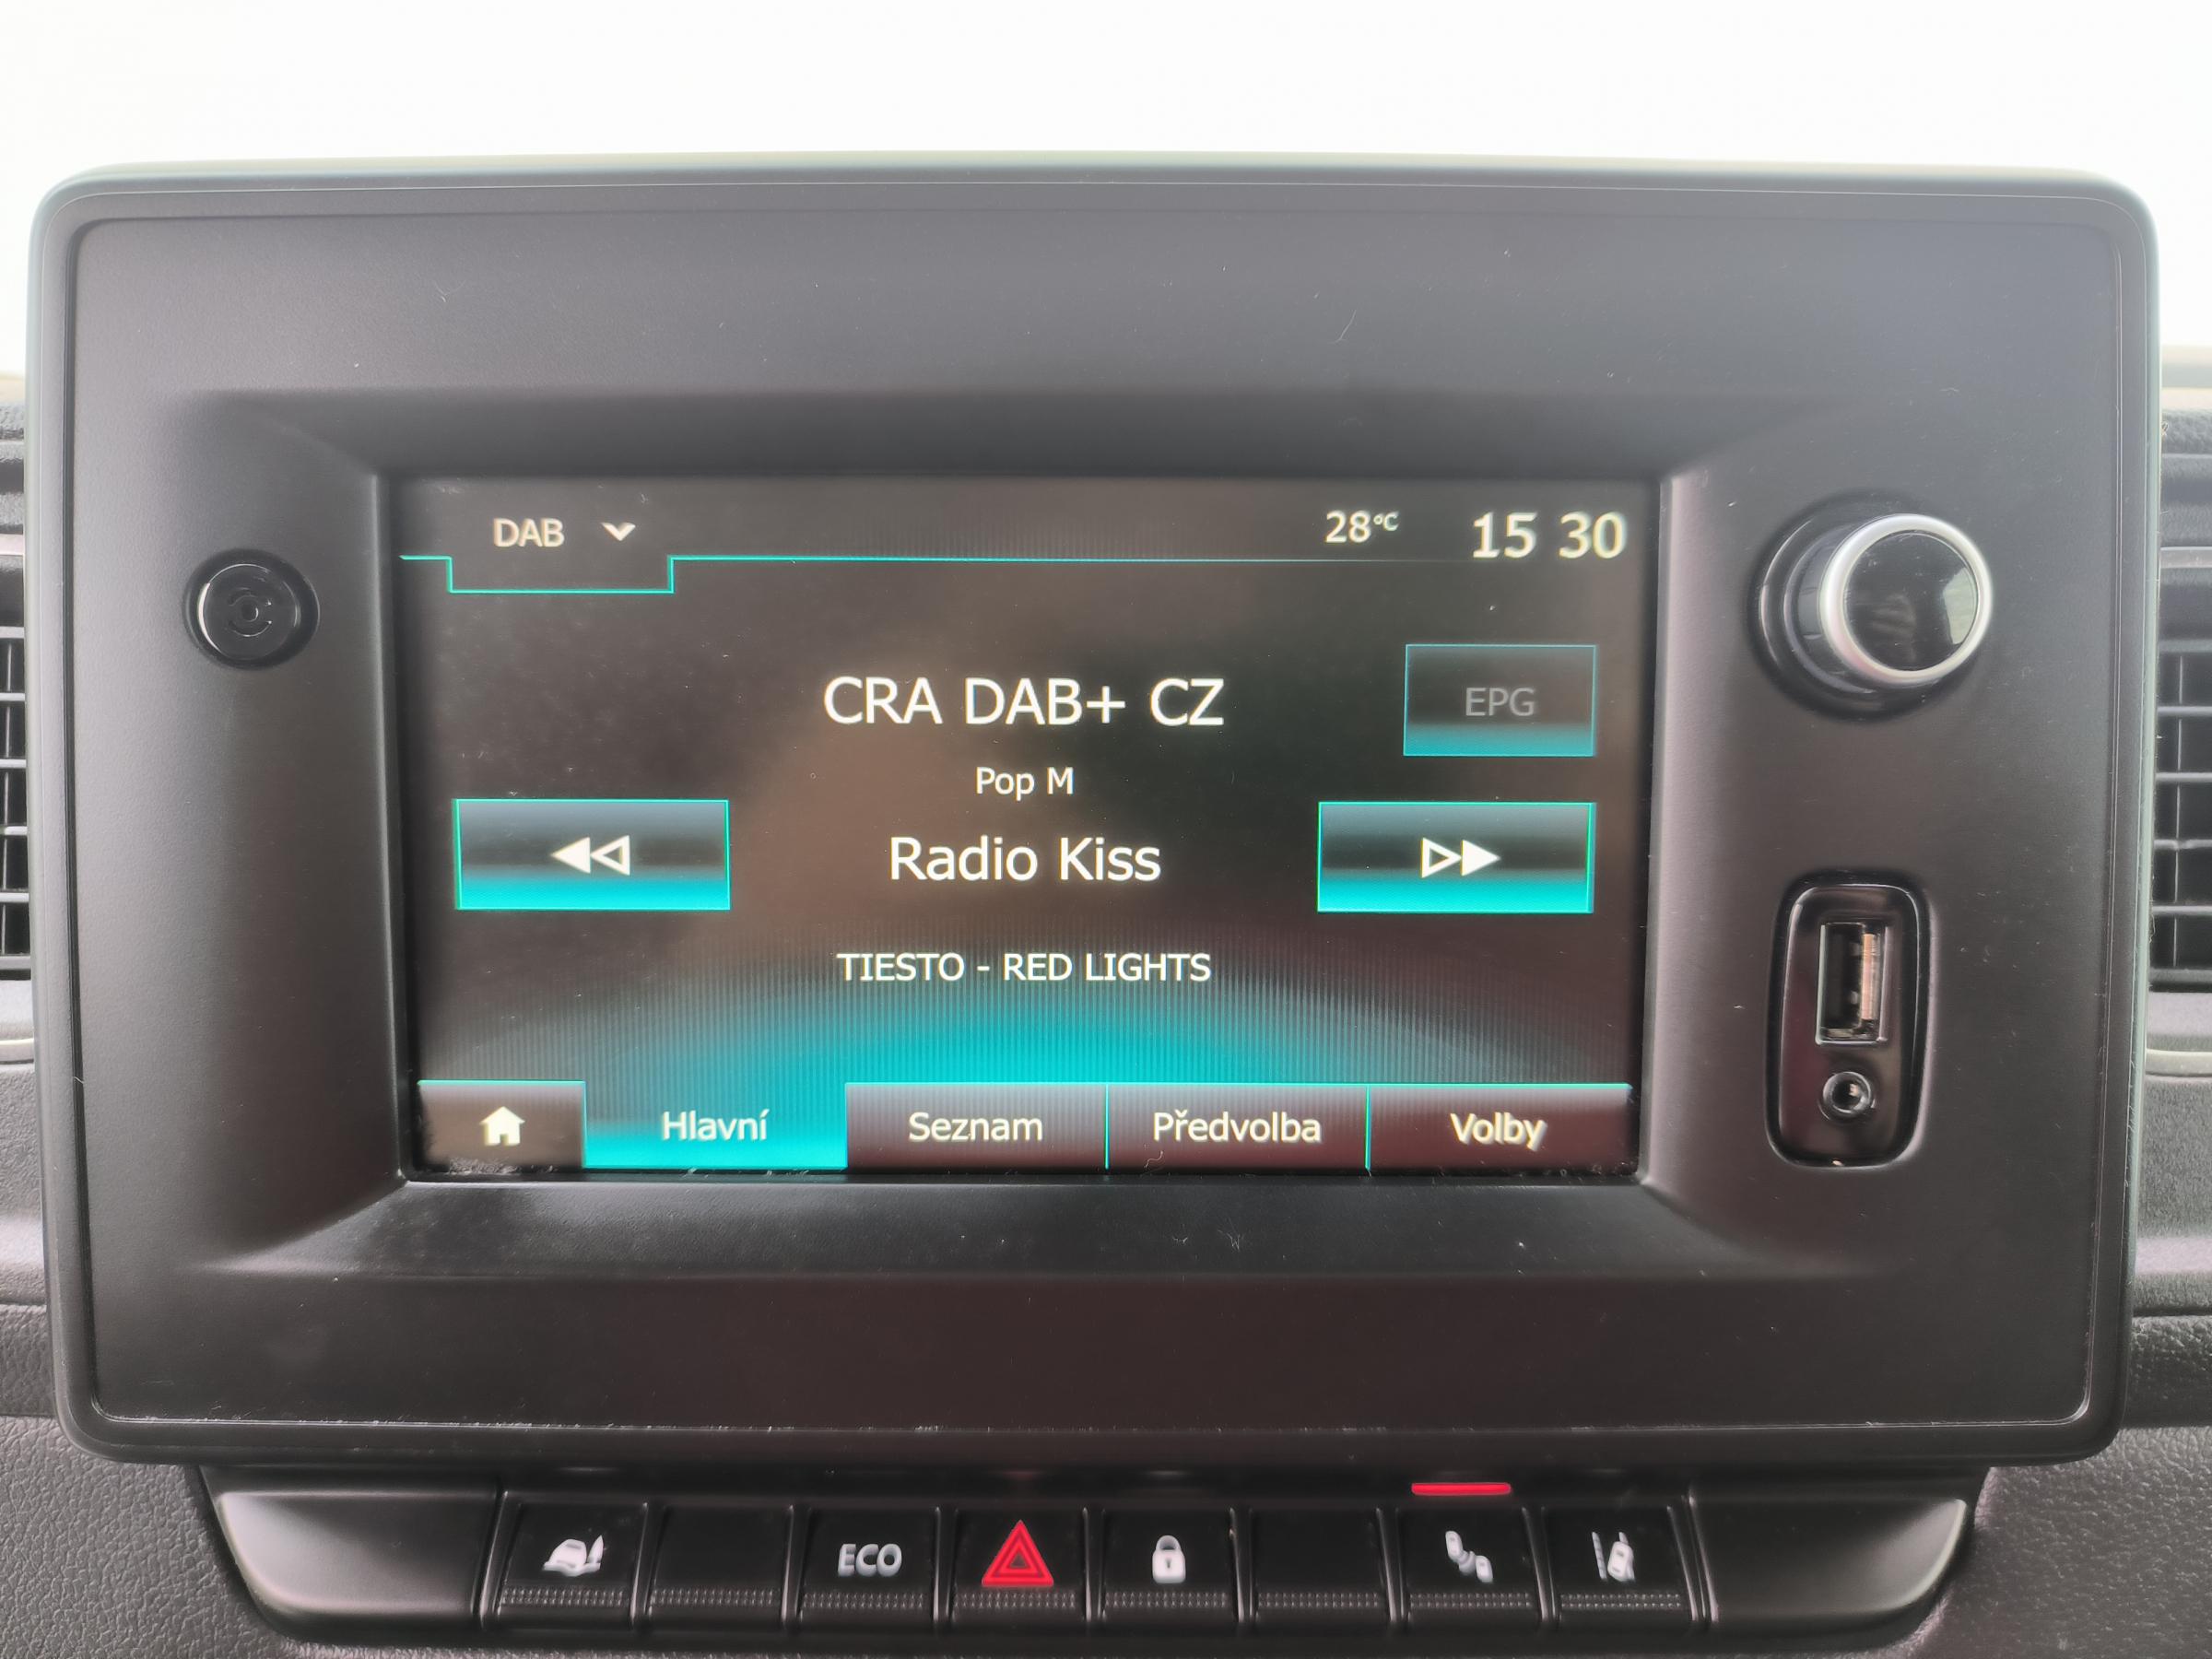 DAB
28°C
15 30
CRA DAB+ CZ
EPG
Pop M
Radio Kiss
TIESTO - RED LIGHTS
Hlavní
Seznam
Předvolba
Volby
ECO